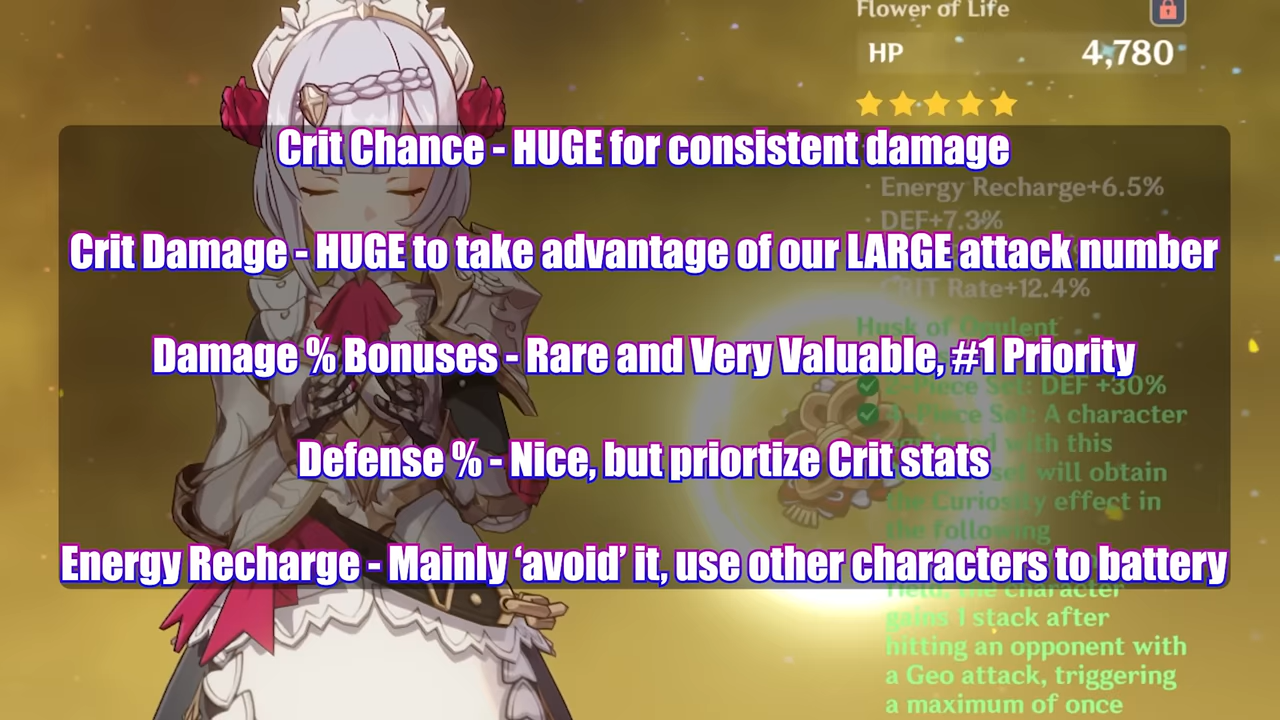 Flower of Life
HP 4,780
Crit Chance - HUGE for consistent damage
· Energy Recharge+6.5%
· DEF+7.3%
Crit Damage - HUGE to take advantage of our LARGE attack number
CRIT Rate+12.4%
Husk of Opulent
Damage % Bonuses - Rare and Very Valuable, #1 Priority
2-Piece Set: DEF +30%
4-Piece Set: A character
with this
Defense % - Nice, but priortize Crit stats
set will obtain
the Curiosity effect in
the following
Energy Recharge - Mainly ‘avoid’ it, use other characters to battery
field, the character
gains 1 stack after
hitting an opponent with
a Geo attack, triggering
a maximum of once